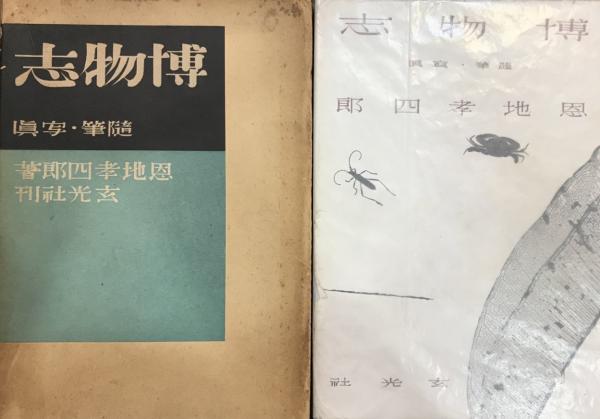 博物志
隨筆・写眞
恩地孝四郎著
玄光社刊
博物志
隨筆・寫眞
恩地孝四郎
玄光社